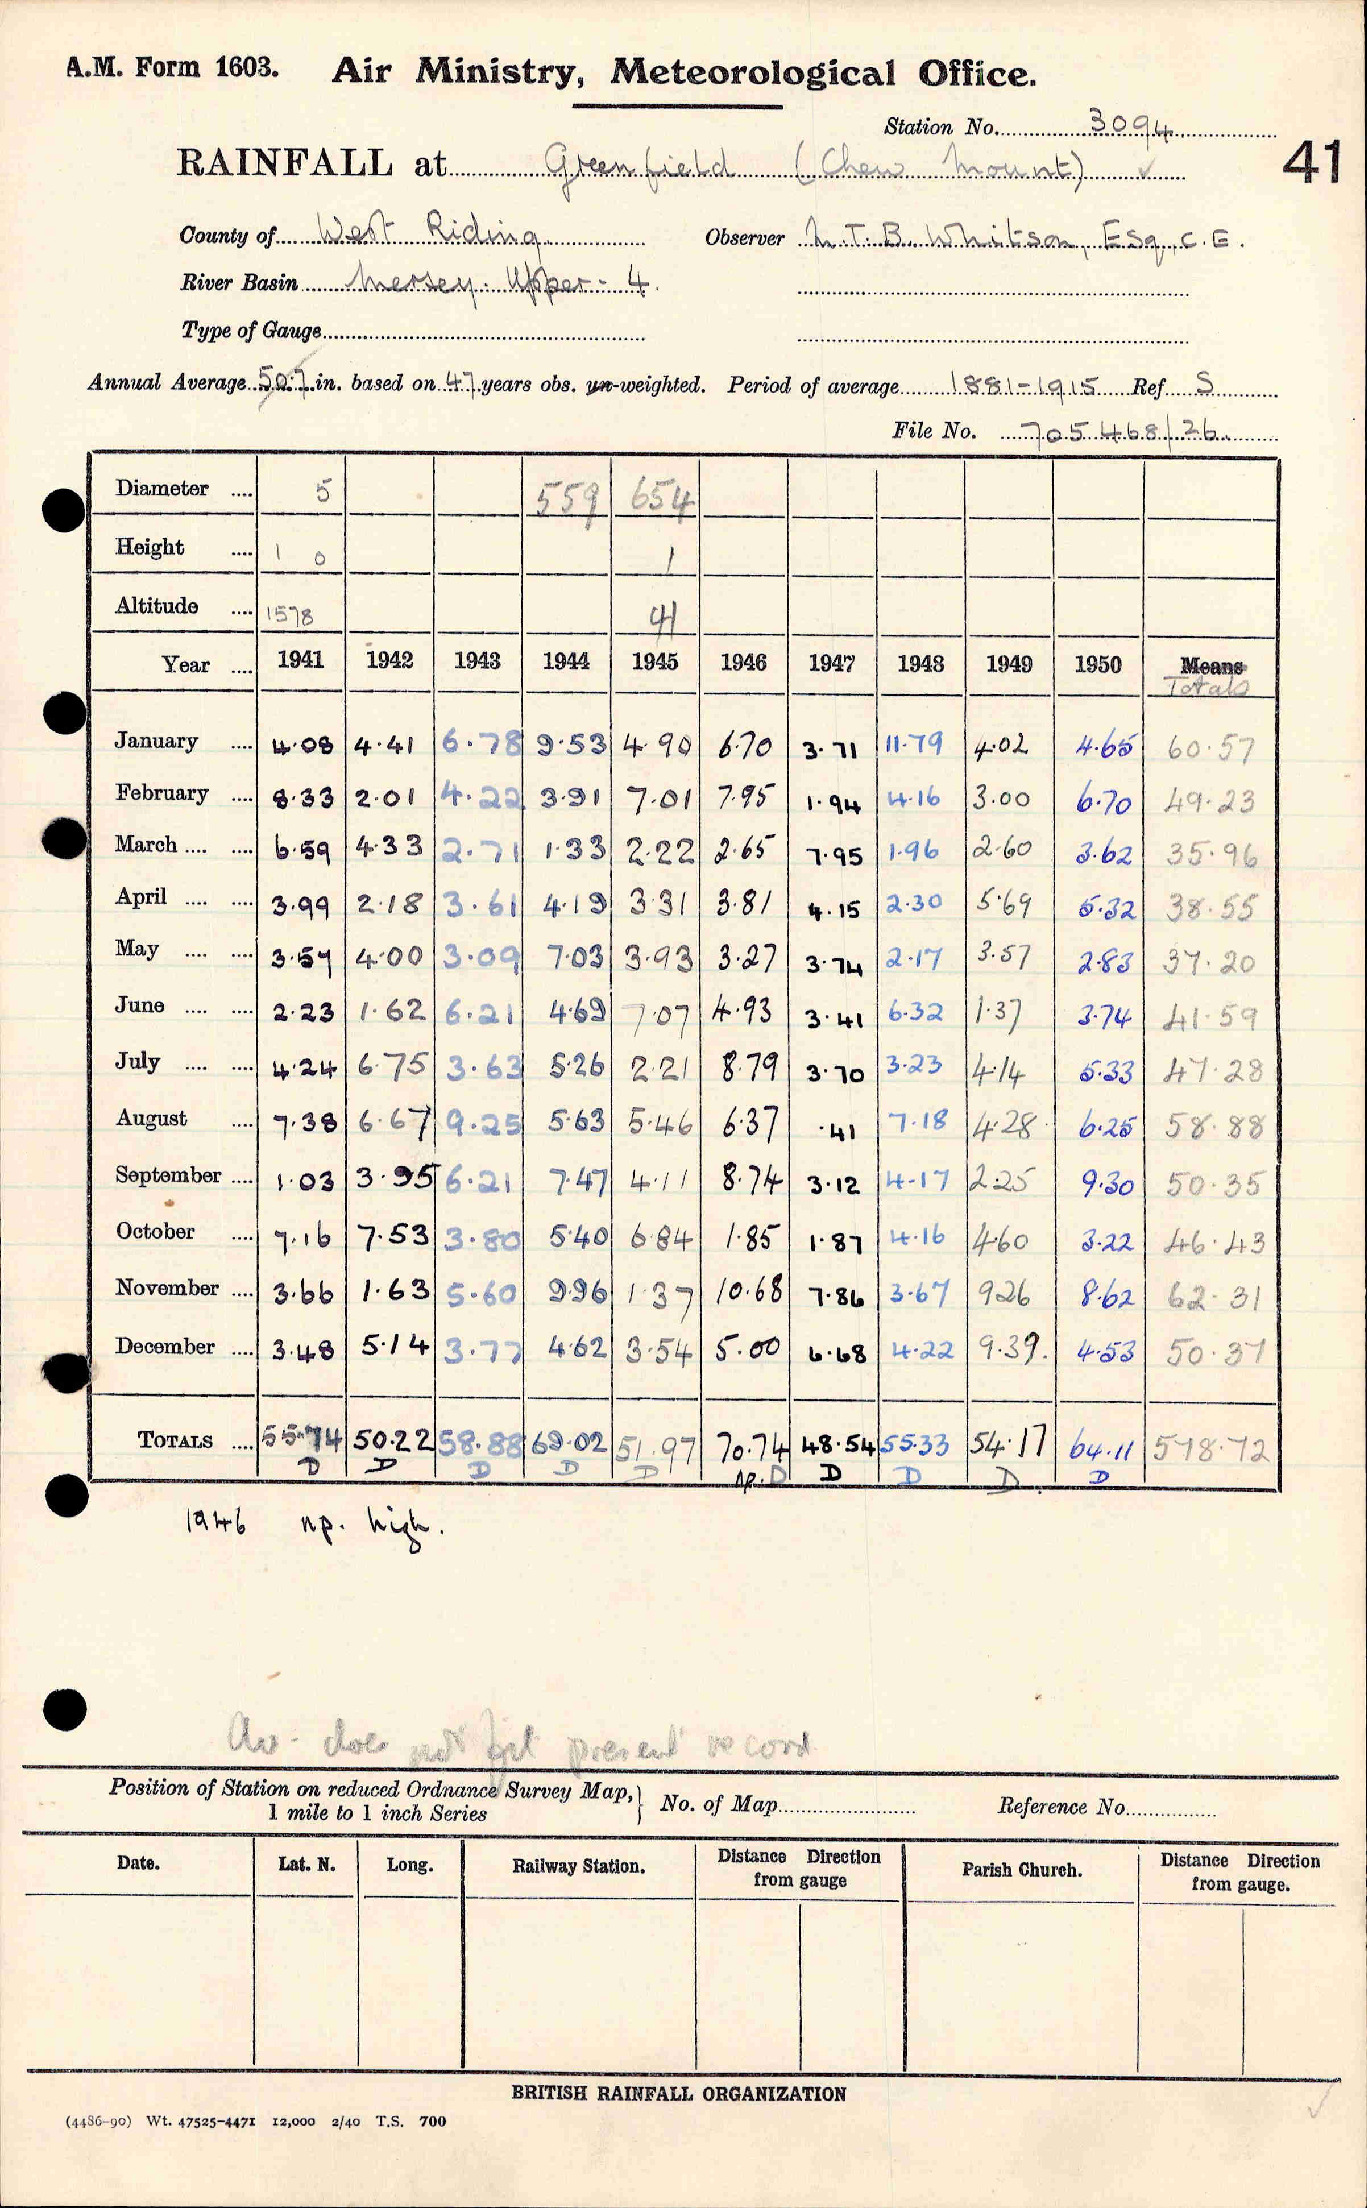 A.M. Form 1603. Air Ministry, Meteorological Office.
Station No. 3094
RAINFALL at Greenfield (Chew Mount) ✓
41
County of West Riding Observer N.T.B. Whitson, Esq, C.E.
River Basin Mersey. Upper - 4.
Type of Gauge
Annual Average 50.7 in. based on 47 years obs. un-weighted. Period of average 1881-1915 Ref S
File No. 705468/26.
Diameter .... 5 559 654
Height .... 1 0 1
Altitude .... 1578 41
Year .... 1941 1942 1943 1944 1945 1946 1947 1948 1949 1950 Means
Totals
January .... 4.08 4.41 6.78 9.53 4.90 6.70 3.71 11.79 4.02 4.65 60.57
February .... 8.33 2.01 4.22 3.91 7.01 7.95 1.94 4.16 3.00 6.70 49.23
March .... .... 6.59 4.33 2.71 1.33 2.22 2.65 7.95 1.96 2.60 3.62 35.96
April .... .... 3.99 2.18 3.61 4.19 3.31 3.81 4.15 2.30 5.69 5.32 38.55
May .... .... 3.57 4.00 3.09 7.03 3.93 3.27 3.74 2.17 3.57 2.83 37.20
June .... .... 2.23 1.62 6.21 4.69 7.07 4.93 3.41 6.32 1.37 3.74 41.59
July .... .... 4.24 6.75 3.63 5.26 2.21 8.79 3.70 3.23 4.14 5.33 47.28
August .... 7.38 6.67 9.25 5.63 5.46 6.37 .41 7.18 4.28 6.25 58.88
September .... 1.03 3.95 6.21 7.47 4.11 8.74 3.12 4.17 2.25 9.30 50.35
October .... 7.16 7.53 3.80 5.40 6.84 1.85 1.87 4.16 4.60 3.22 46.43
November .... 3.66 1.63 5.60 9.96 1.37 10.68 7.86 3.67 9.26 8.62 62.31
December .... 3.48 5.14 3.77 4.62 3.54 5.00 6.68 4.22 9.39. 4.53 50.37
TOTALS .... 55.74 50.22 58.88 69.02 51.97 70.74 48.54 55.33 54.17 64.11 578.72
D D D D D np. D D D D D
1946 np. high.
Av. does not fit present record
Position of Station on reduced Ordnance Survey Map, } No. of Map Reference No.
1 mile to 1 inch Series
Date. Lat. N. Long. Railway Station. Distance Direction Parish Church. Distance Direction
from gauge from gauge.
BRITISH RAINFALL ORGANIZATION
(4486-90) Wt. 47525-4471 12,000 2/40 T.S. 700
✓